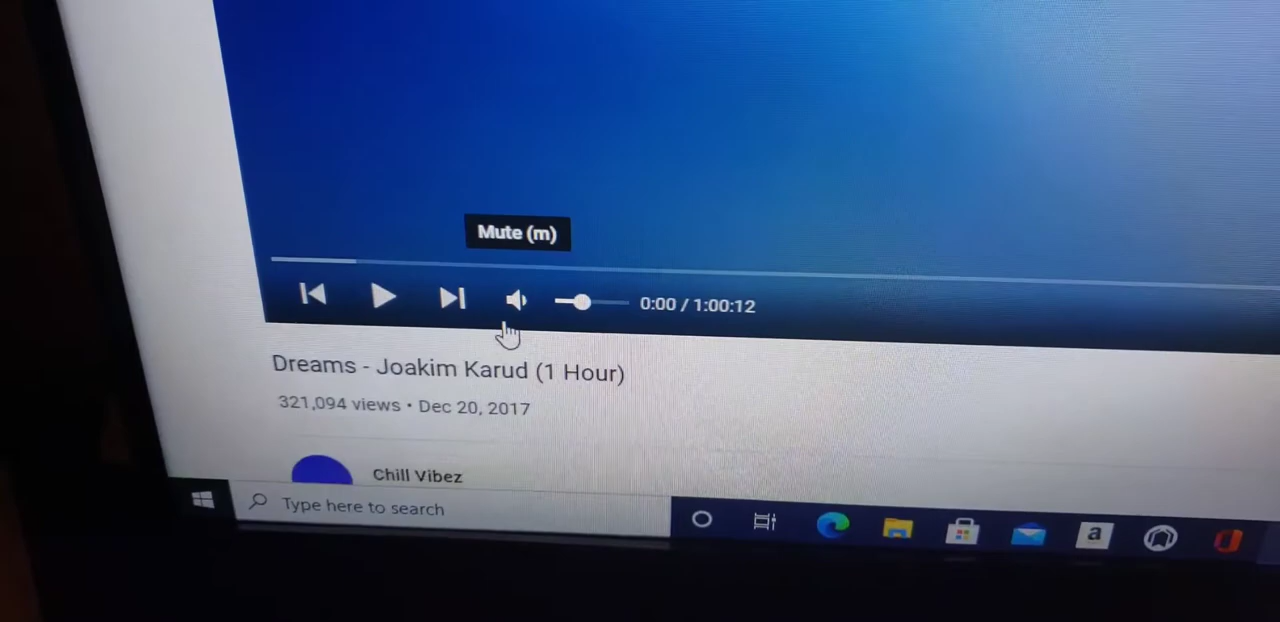 Mute (m)
0:00 / 1:00:12
Dreams - Joakim Karud (1 Hour)
321,094 views • Dec 20, 2017
Chill Vibez
Type here to search
a